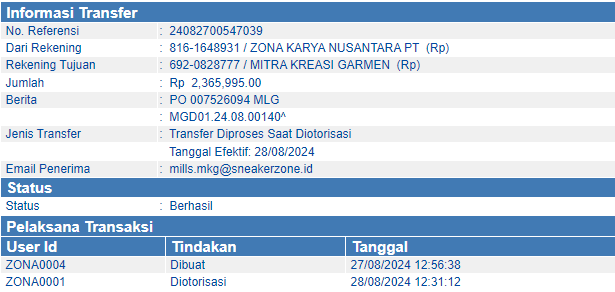 Informasi Transfer
No. Referensi : 24082700547039
Dari Rekening : 816-1648931 / ZONA KARYA NUSANTARA PT (Rp)
Rekening Tujuan : 692-0828777 / MITRA KREASI GARMEN (Rp)
Jumlah : Rp 2,365,995.00
Berita : PO 007526094 MLG
: MGD01.24.08.00140^
Jenis Transfer : Transfer Diproses Saat Diotorisasi
Tanggal Efektif: 28/08/2024
Email Penerima : mills.mkg@sneakerzone.id
Status
Status : Berhasil
Pelaksana Transaksi
User Id Tindakan Tanggal
ZONA0004 Dibuat 27/08/2024 12:56:38
ZONA0001 Diotorisasi 28/08/2024 12:31:12